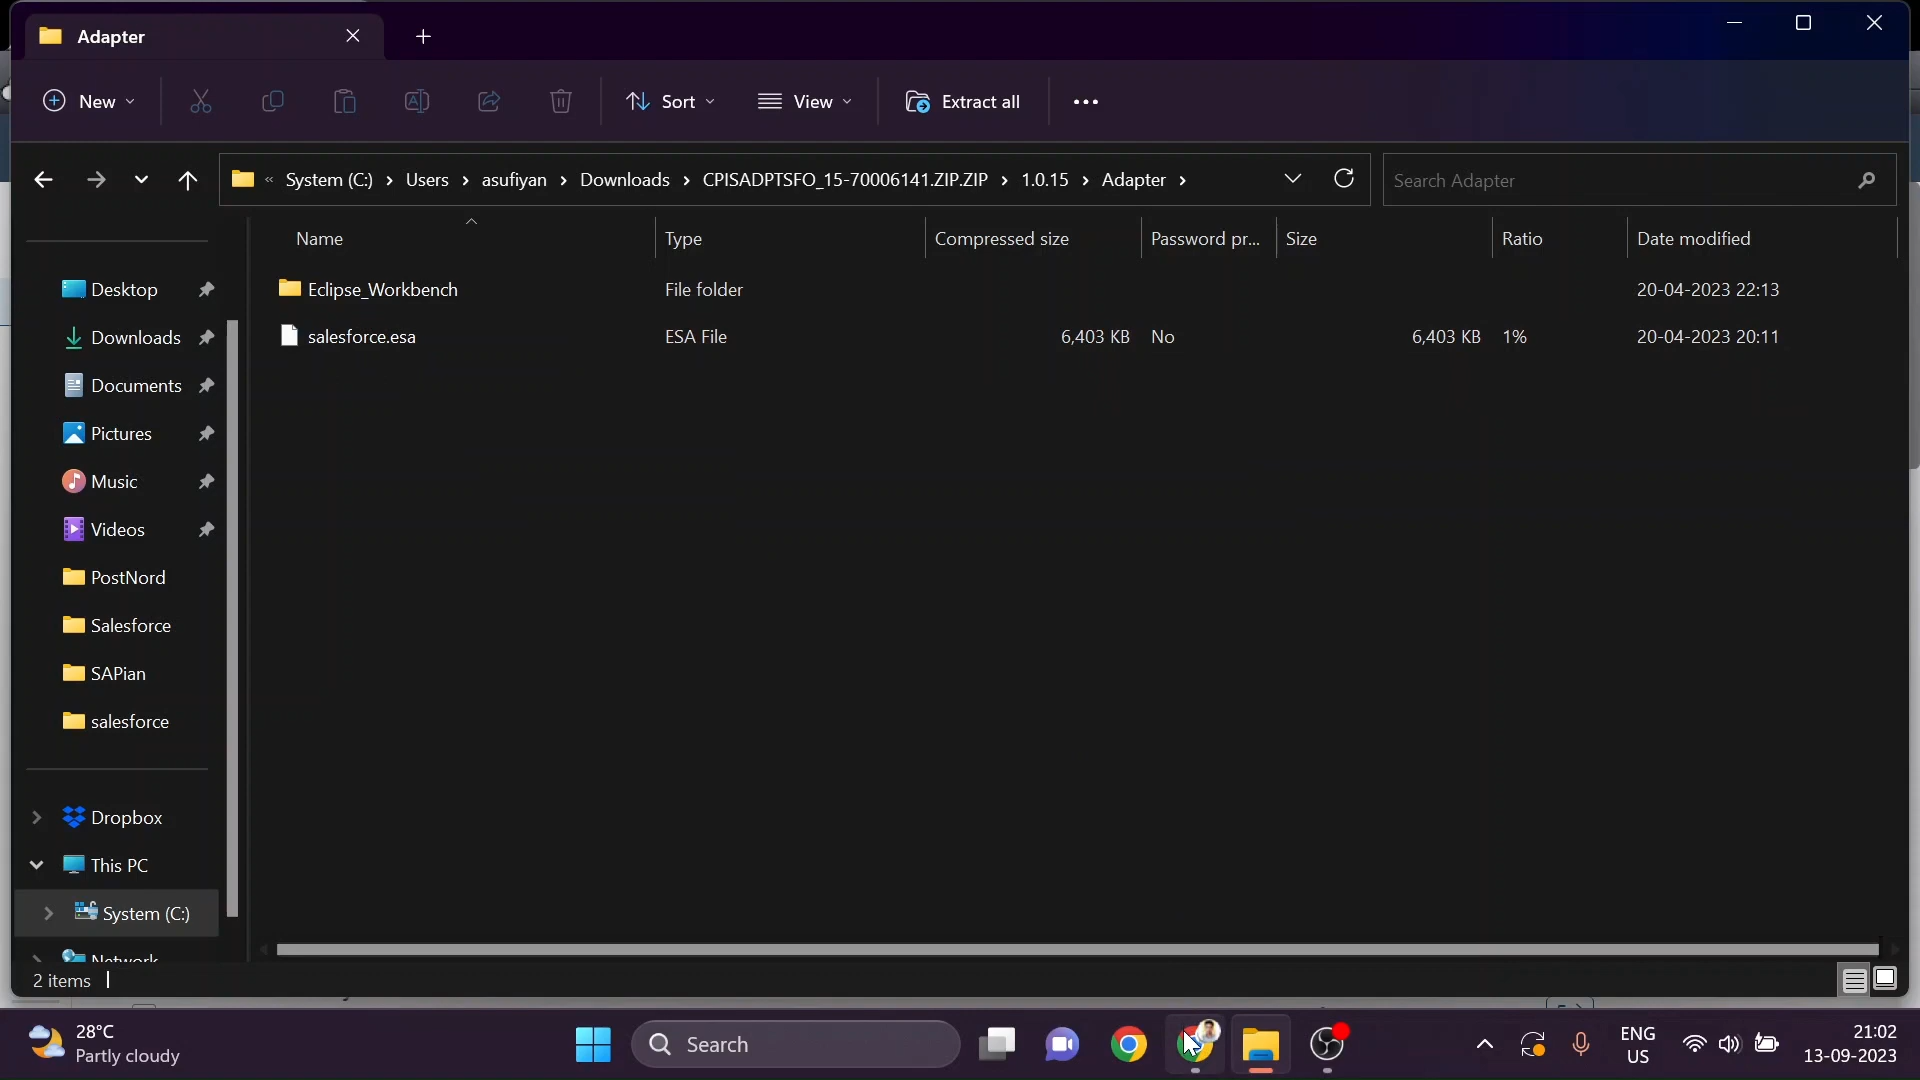 Adapter
New
Sort
View
Extract all
« System (C:) › Users › asufiyan › Downloads › CPISADPTSFO_15-70006141.ZIP.ZIP › 1.0.15 › Adapter ›
Search Adapter
Name Type Compressed size Password pr... Size Ratio Date modified
Eclipse_Workbench File folder 20-04-2023 22:13
salesforce.esa ESA File 6,403 KB No 6,403 KB 1% 20-04-2023 20:11
Desktop
Downloads
Documents
Pictures
Music
Videos
PostNord
Salesforce
SAPian
salesforce
Dropbox
This PC
System (C:)
Network
2 items
28°C
Partly cloudy
Search
ENG
US
21:02
13-09-2023